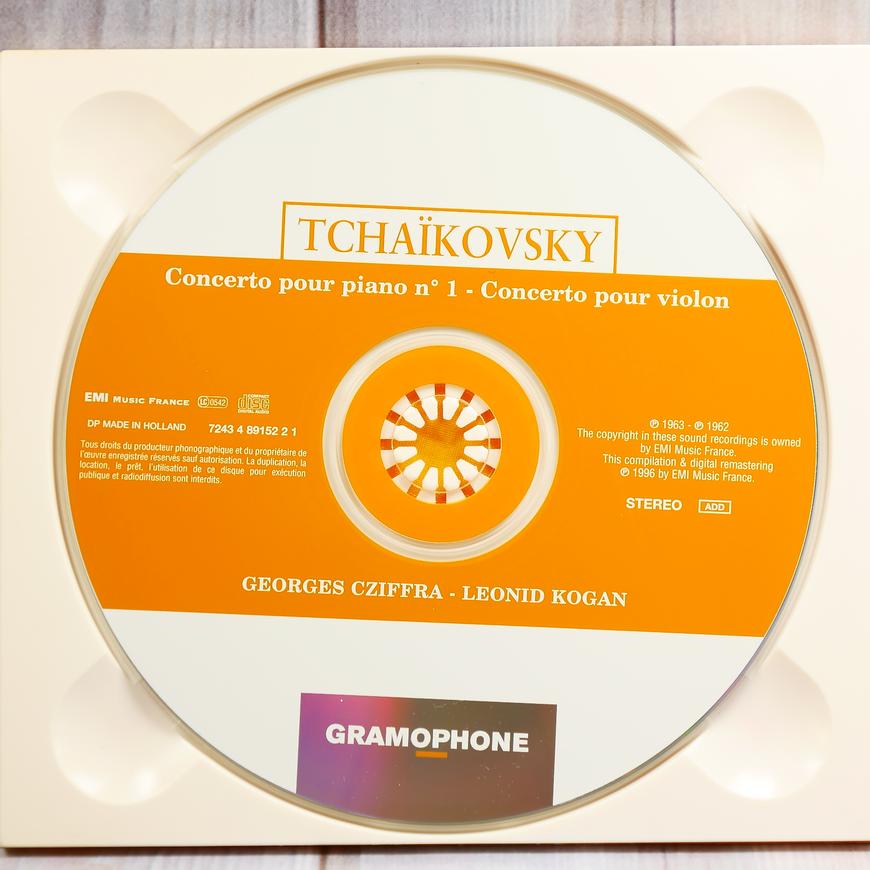 TCHAÏKOVSKY
Concerto pour piano n° 1 - Concerto pour violon
EMI MUSIC FRANCE LC 0542 COMPACT disc DIGITAL AUDIO
DP MADE IN HOLLAND 7243 4 89152 2 1
Tous droits du producteur phonographique et du propriétaire de
l'œuvre enregistrée réservés sauf autorisation. La duplication, la
location, le prêt, l'utilisation de ce disque pour exécution
publique et radiodiffusion sont interdits.
℗ 1963 - ℗ 1962
The copyright in these sound recordings is owned
by EMI Music France.
This compilation & digital remastering
℗ 1996 by EMI Music France.
STEREO ADD
GEORGES CZIFFRA - LEONID KOGAN
GRAMOPHONE